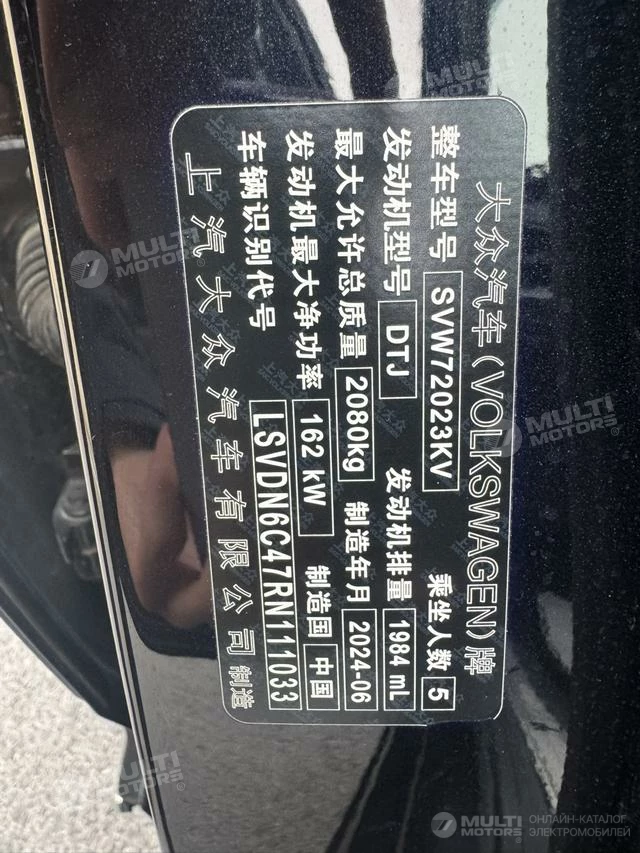 大众汽车(VOLKSWAGEN)牌
整车型号 SVW72023KV 乘坐人数 5
发动机型号 DTJ 发动机排量 1984 mL
最大允许总质量 2080kg 制造年月 2024-06
发动机最大净功率 162 kW 制造国 中国
车辆识别代号 LSVDN6C47RN111033
上汽大众汽车有限公司制造
MULTI MOTORS
MULTI MOTORS
MULTI MOTORS
MULTI MOTORS
MULTI MOTORS
ОНЛАЙН-КАТАЛОГ
ЭЛЕКТРОМОБИЛЕЙ